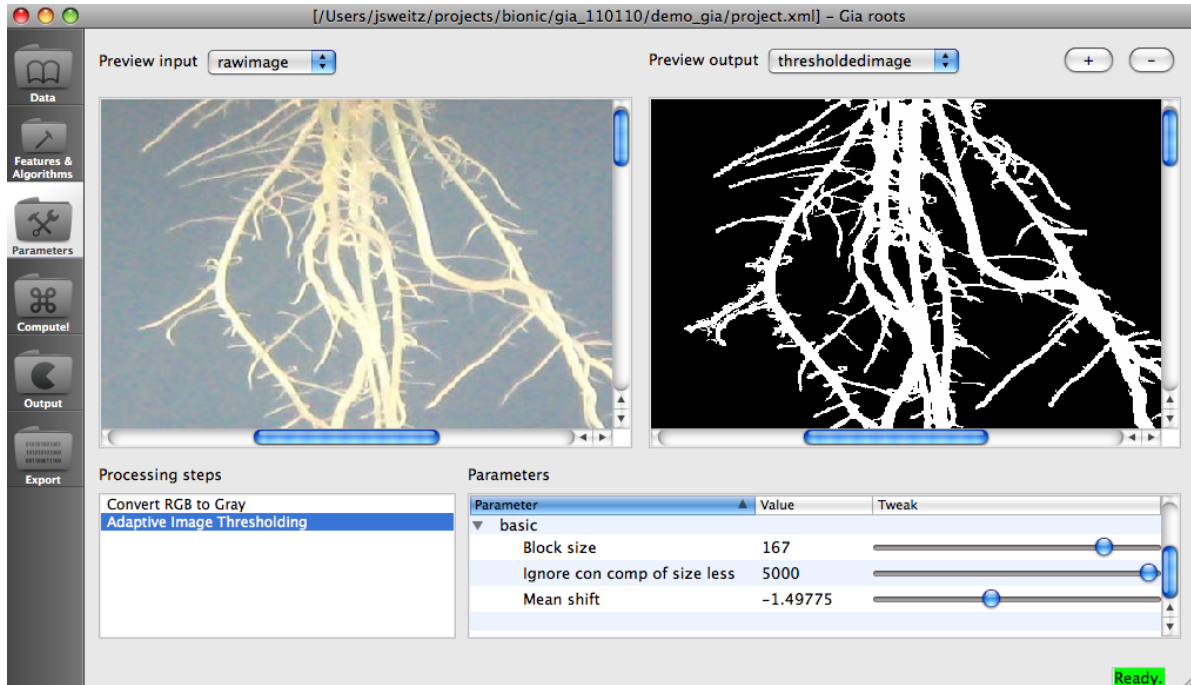 [/Users/jsweitz/projects/bionic/gia_110110/demo_gia/project.xml] – Gia roots
Data
Features &
Algorithms
Parameters
Compute!
Output
Export
Preview input rawimage
Preview output thresholdedimage + -
Processing steps
Convert RGB to Gray
Adaptive Image Thresholding
Parameters
Parameter Value Tweak
basic
Block size 167
Ignore con comp of size less 5000
Mean shift -1.49775
Ready.